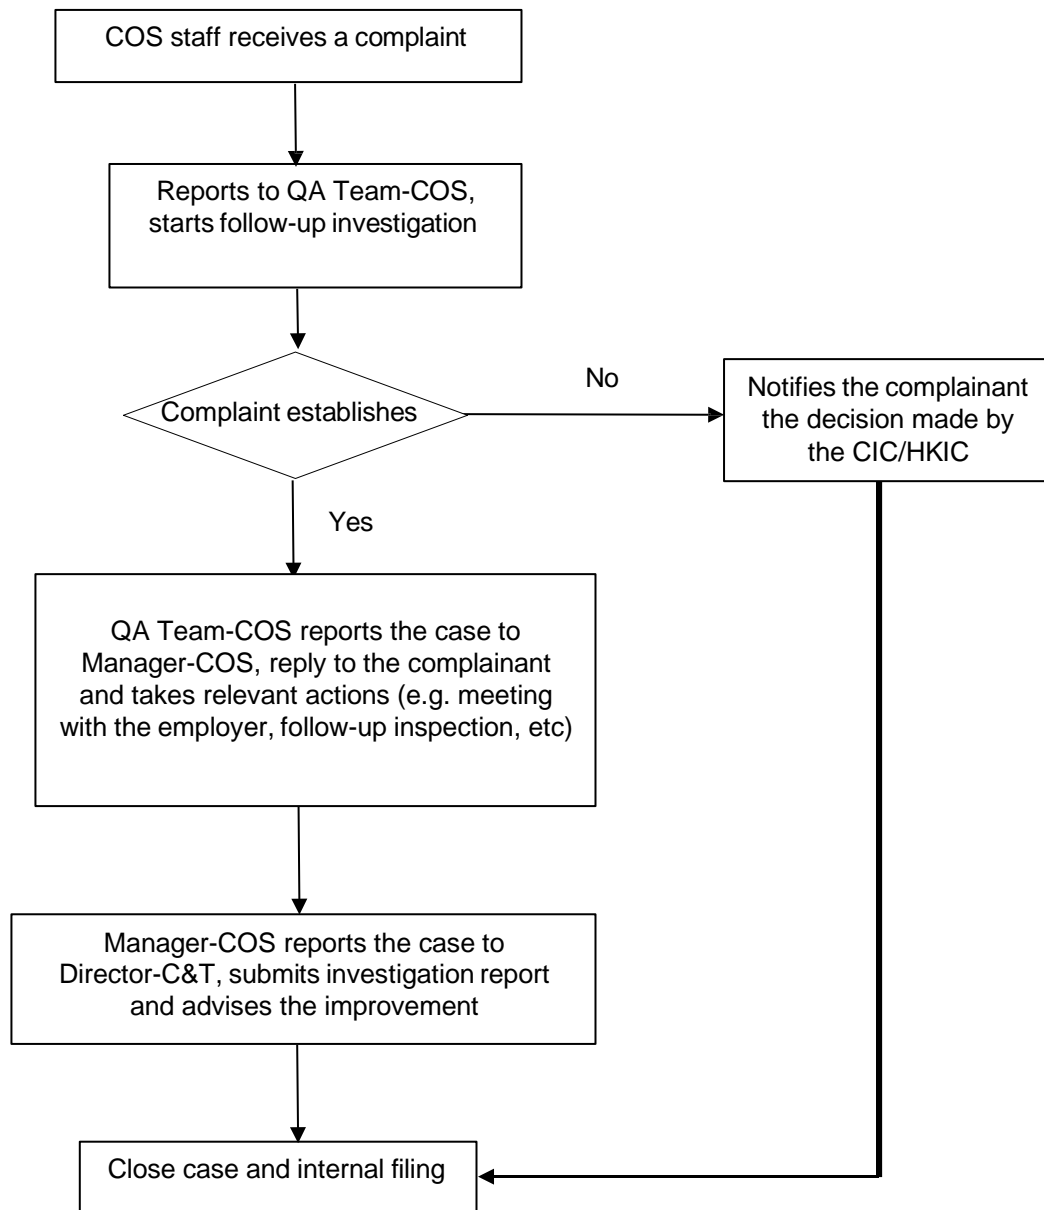 COS staff receives a complaint
Reports to QA Team-COS,
starts follow-up investigation
Complaint establishes
No
Notifies the complainant
the decision made by
the CIC/HKIC
Yes
QA Team-COS reports the case to
Manager-COS, reply to the complainant
and takes relevant actions (e.g. meeting
with the employer, follow-up inspection, etc)
Manager-COS reports the case to
Director-C&T, submits investigation report
and advises the improvement
Close case and internal filing